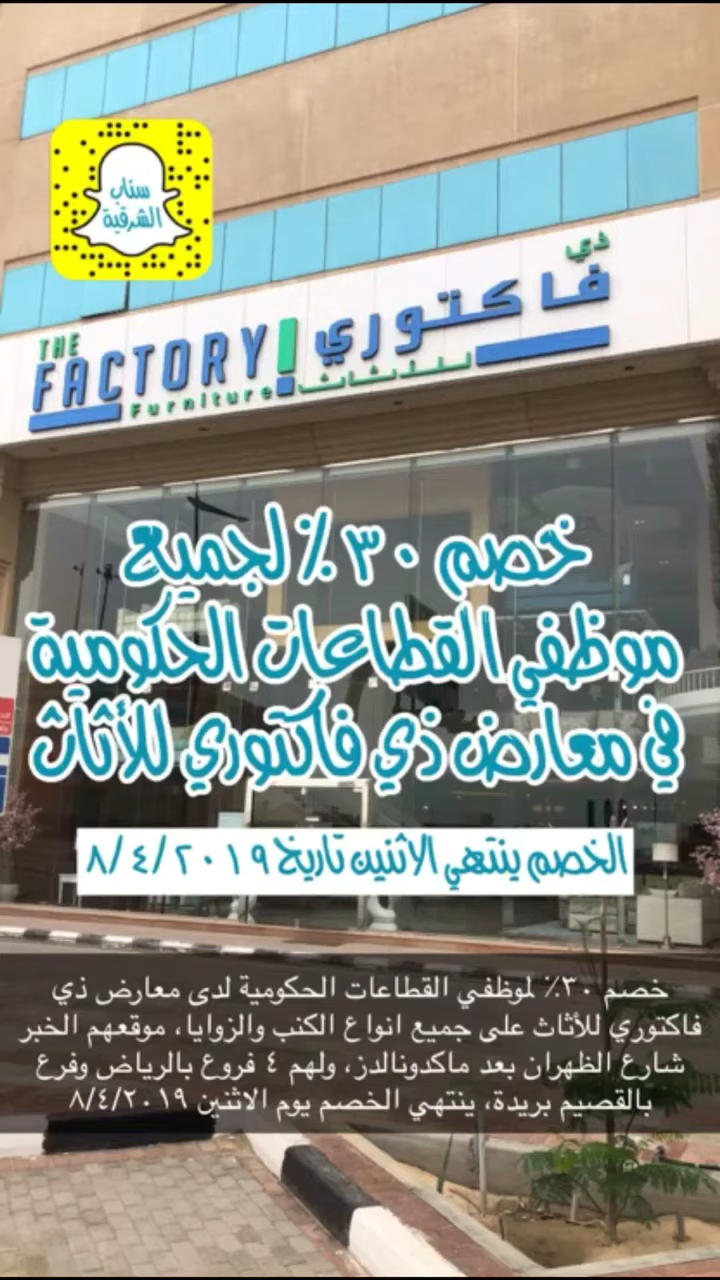 سناب
الشرقية
ذي
فاكتوري
للأثاث
THE
FACTORY
Furniture
خصم ٣٠٪ لجميع
موظفي القطاعات الحكومية
في معارض ذي فاكتوري للأثاث
الخصم ينتهي الاثنين تاريخ ٨/٤/٢٠١٩
خصم ٣٠٪ لموظفي القطاعات الحكومية لدى معارض ذي
فاكتوري للأثاث على جميع انواع الكنب والزوايا، موقعهم الخبر
شارع الظهران بعد ماكدونالدز، ولهم ٤ فروع بالرياض وفرع
بالقصيم بريدة، ينتهي الخصم يوم الاثنين ٨/٤/٢٠١٩